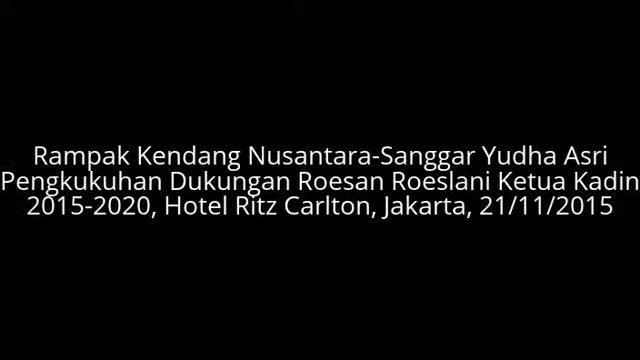 Rampak Kendang Nusantara-Sanggar Yudha Asri
Pengkukuhan Dukungan Roesan Roeslani Ketua Kadin
2015-2020, Hotel Ritz Carlton, Jakarta, 21/11/2015